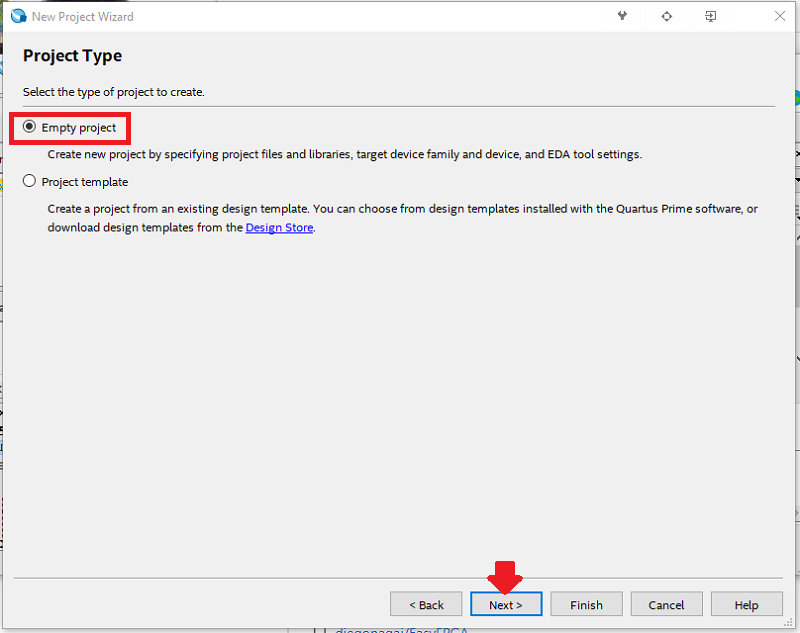 New Project Wizard
Project Type
Select the type of project to create.
Empty project
Create new project by specifying project files and libraries, target device family and device, and EDA tool settings.
Project template
Create a project from an existing design template. You can choose from design templates installed with the Quartus Prime software, or
download design templates from the Design Store.
< Back Next > Finish Cancel Help